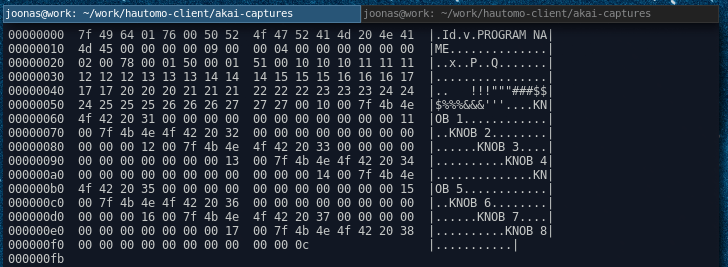 joonas@work: ~/work/hautomo-client/akai-captures joonas@work: ~/work/hautomo-client/akai-captures
00000000  7f 49 64 01 76 00 50 52  4f 47 52 41 4d 20 4e 41  |.Id.v.PROGRAM NA|
00000010  4d 45 00 00 00 00 09 00  00 04 00 00 00 00 00 00  |ME..............|
00000020  02 00 78 00 01 50 00 01  51 00 10 10 10 11 11 11  |..x..P..Q.......|
00000030  12 12 12 13 13 13 14 14  14 15 15 15 16 16 16 17  |................|
00000040  17 17 20 20 20 21 21 21  22 22 22 23 23 23 24 24  |..   !!!"""###$$|
00000050  24 25 25 25 26 26 26 27  27 27 00 10 00 7f 4b 4e  |$%%%&&&'''....KN|
00000060  4f 42 20 31 00 00 00 00  00 00 00 00 00 00 00 11  |OB 1............|
00000070  00 7f 4b 4e 4f 42 20 32  00 00 00 00 00 00 00 00  |..KNOB 2........|
00000080  00 00 00 12 00 7f 4b 4e  4f 42 20 33 00 00 00 00  |......KNOB 3....|
00000090  00 00 00 00 00 00 00 13  00 7f 4b 4e 4f 42 20 34  |..........KNOB 4|
000000a0  00 00 00 00 00 00 00 00  00 00 00 14 00 7f 4b 4e  |..............KN|
000000b0  4f 42 20 35 00 00 00 00  00 00 00 00 00 00 00 15  |OB 5............|
000000c0  00 7f 4b 4e 4f 42 20 36  00 00 00 00 00 00 00 00  |..KNOB 6........|
000000d0  00 00 00 16 00 7f 4b 4e  4f 42 20 37 00 00 00 00  |......KNOB 7....|
000000e0  00 00 00 00 00 00 00 17  00 7f 4b 4e 4f 42 20 38  |..........KNOB 8|
000000f0  00 00 00 00 00 00 00 00  00 00 0c                 |...........|
000000fb